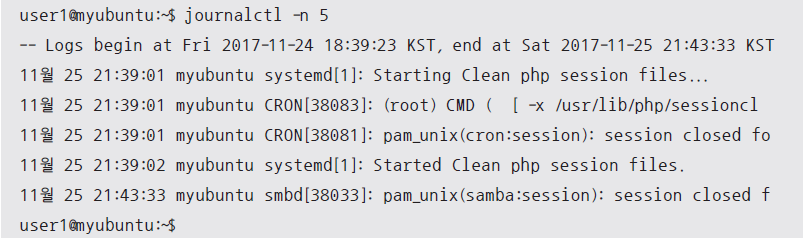 user1@myubuntu:~$ journalctl -n 5
-- Logs begin at Fri 2017-11-24 18:39:23 KST, end at Sat 2017-11-25 21:43:33 KST
11월 25 21:39:01 myubuntu systemd[1]: Starting Clean php session files...
11월 25 21:39:01 myubuntu CRON[38083]: (root) CMD (  [ -x /usr/lib/php/sessioncl
11월 25 21:39:01 myubuntu CRON[38081]: pam_unix(cron:session): session closed fo
11월 25 21:39:02 myubuntu systemd[1]: Started Clean php session files.
11월 25 21:43:33 myubuntu smbd[38033]: pam_unix(samba:session): session closed f
user1@myubuntu:~$